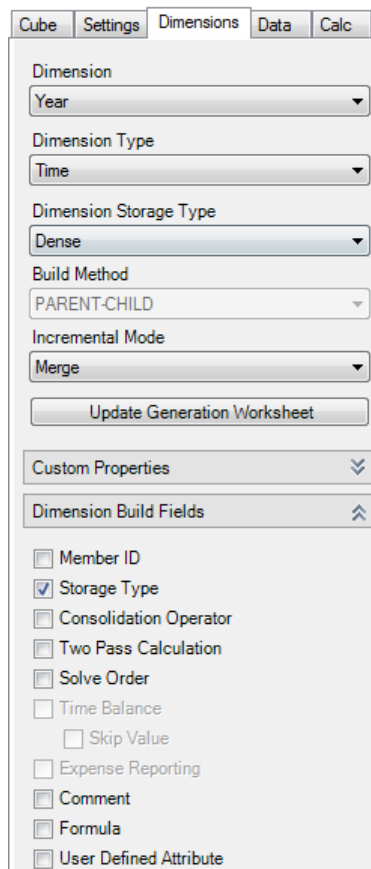 Cube Settings Dimensions Data Calc
Dimension
Year
Dimension Type
Time
Dimension Storage Type
Dense
Build Method
PARENT-CHILD
Incremental Mode
Merge
Update Generation Worksheet
Custom Properties
Dimension Build Fields
Member ID
Storage Type
Consolidation Operator
Two Pass Calculation
Solve Order
Time Balance
Skip Value
Expense Reporting
Comment
Formula
User Defined Attribute